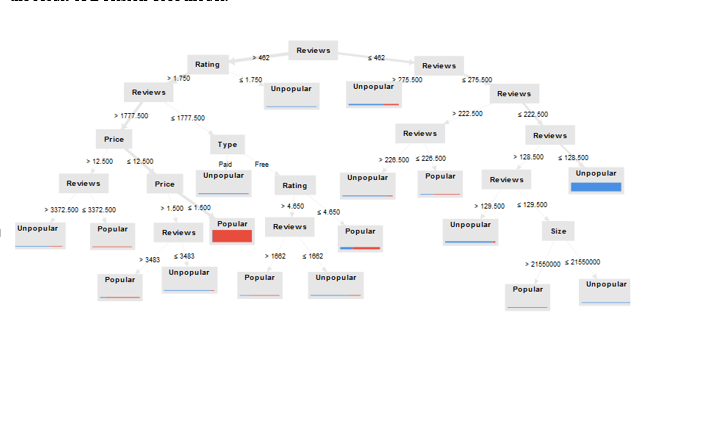 Reviews
> 462
≤ 462
Rating
Reviews
> 1.750
≤ 1.750
> 275.500
≤ 275.500
Reviews
Unpopular
Unpopular
Reviews
> 1777.500
≤ 1777.500
> 222.500
≤ 222.500
Price
Type
Reviews
Reviews
> 12.500
≤ 12.500
Paid
Free
> 226.500
≤ 226.500
> 128.500
≤ 128.500
Reviews
Price
Unpopular
Rating
Unpopular
Popular
Reviews
Unpopular
> 3372.500
≤ 3372.500
> 1.500
≤ 1.500
> 4.650
≤ 4.650
> 129.500
≤ 129.500
Unpopular
Popular
Reviews
Popular
Reviews
Popular
Unpopular
Size
> 3483
≤ 3483
> 1662
≤ 1662
> 21550000
≤ 21550000
Popular
Unpopular
Popular
Unpopular
Popular
Unpopular